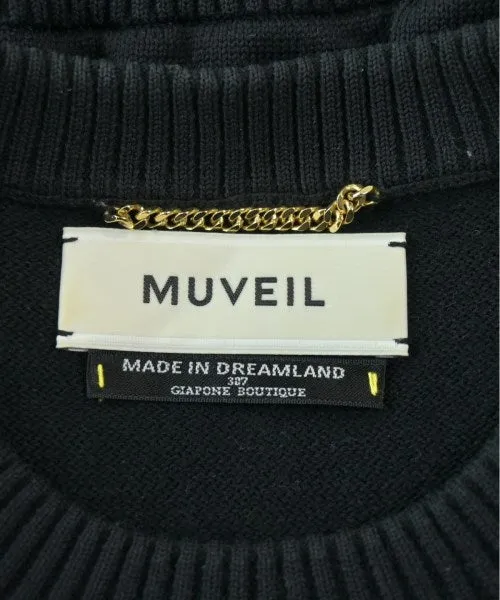 MUVEIL
MADE IN DREAMLAND
307
GIAPONE BOUTIQUE